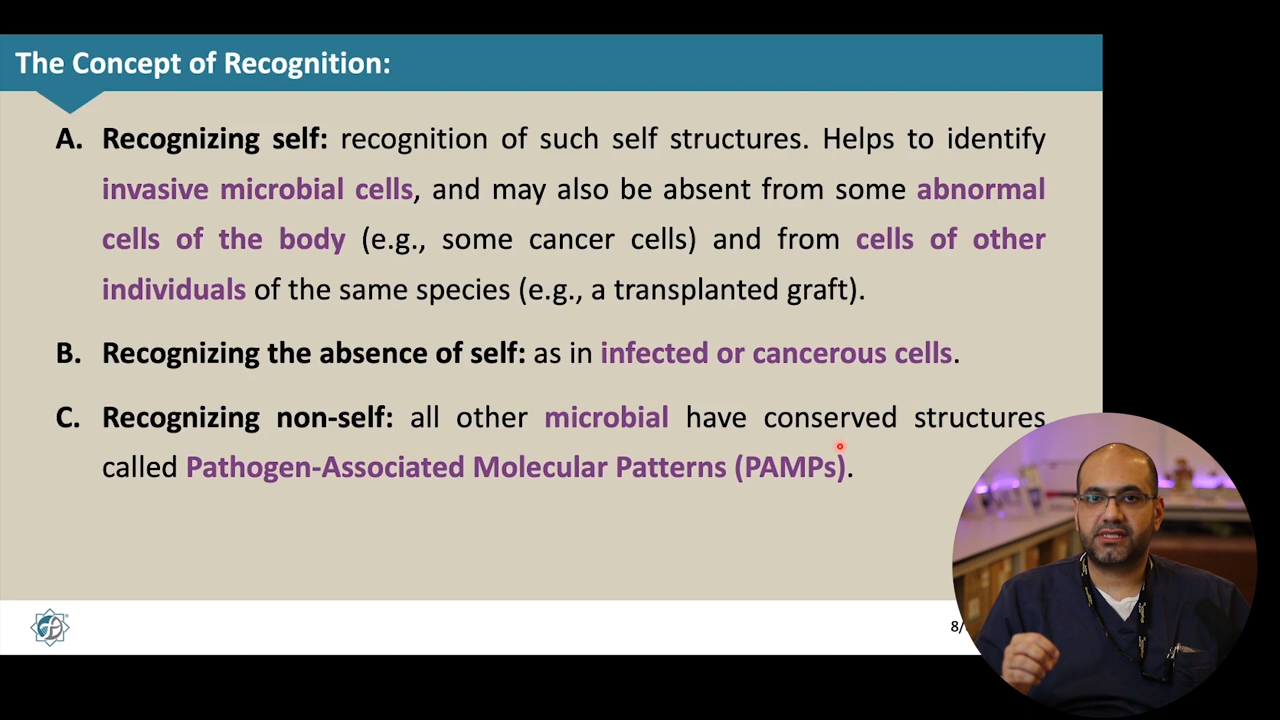 The Concept of Recognition:
A. Recognizing self: recognition of such self structures. Helps to identify
invasive microbial cells, and may also be absent from some abnormal
cells of the body (e.g., some cancer cells) and from cells of other
individuals of the same species (e.g., a transplanted graft).
B. Recognizing the absence of self: as in infected or cancerous cells.
C. Recognizing non-self: all other microbial have conserved structures
called Pathogen-Associated Molecular Patterns (PAMPs).
8/